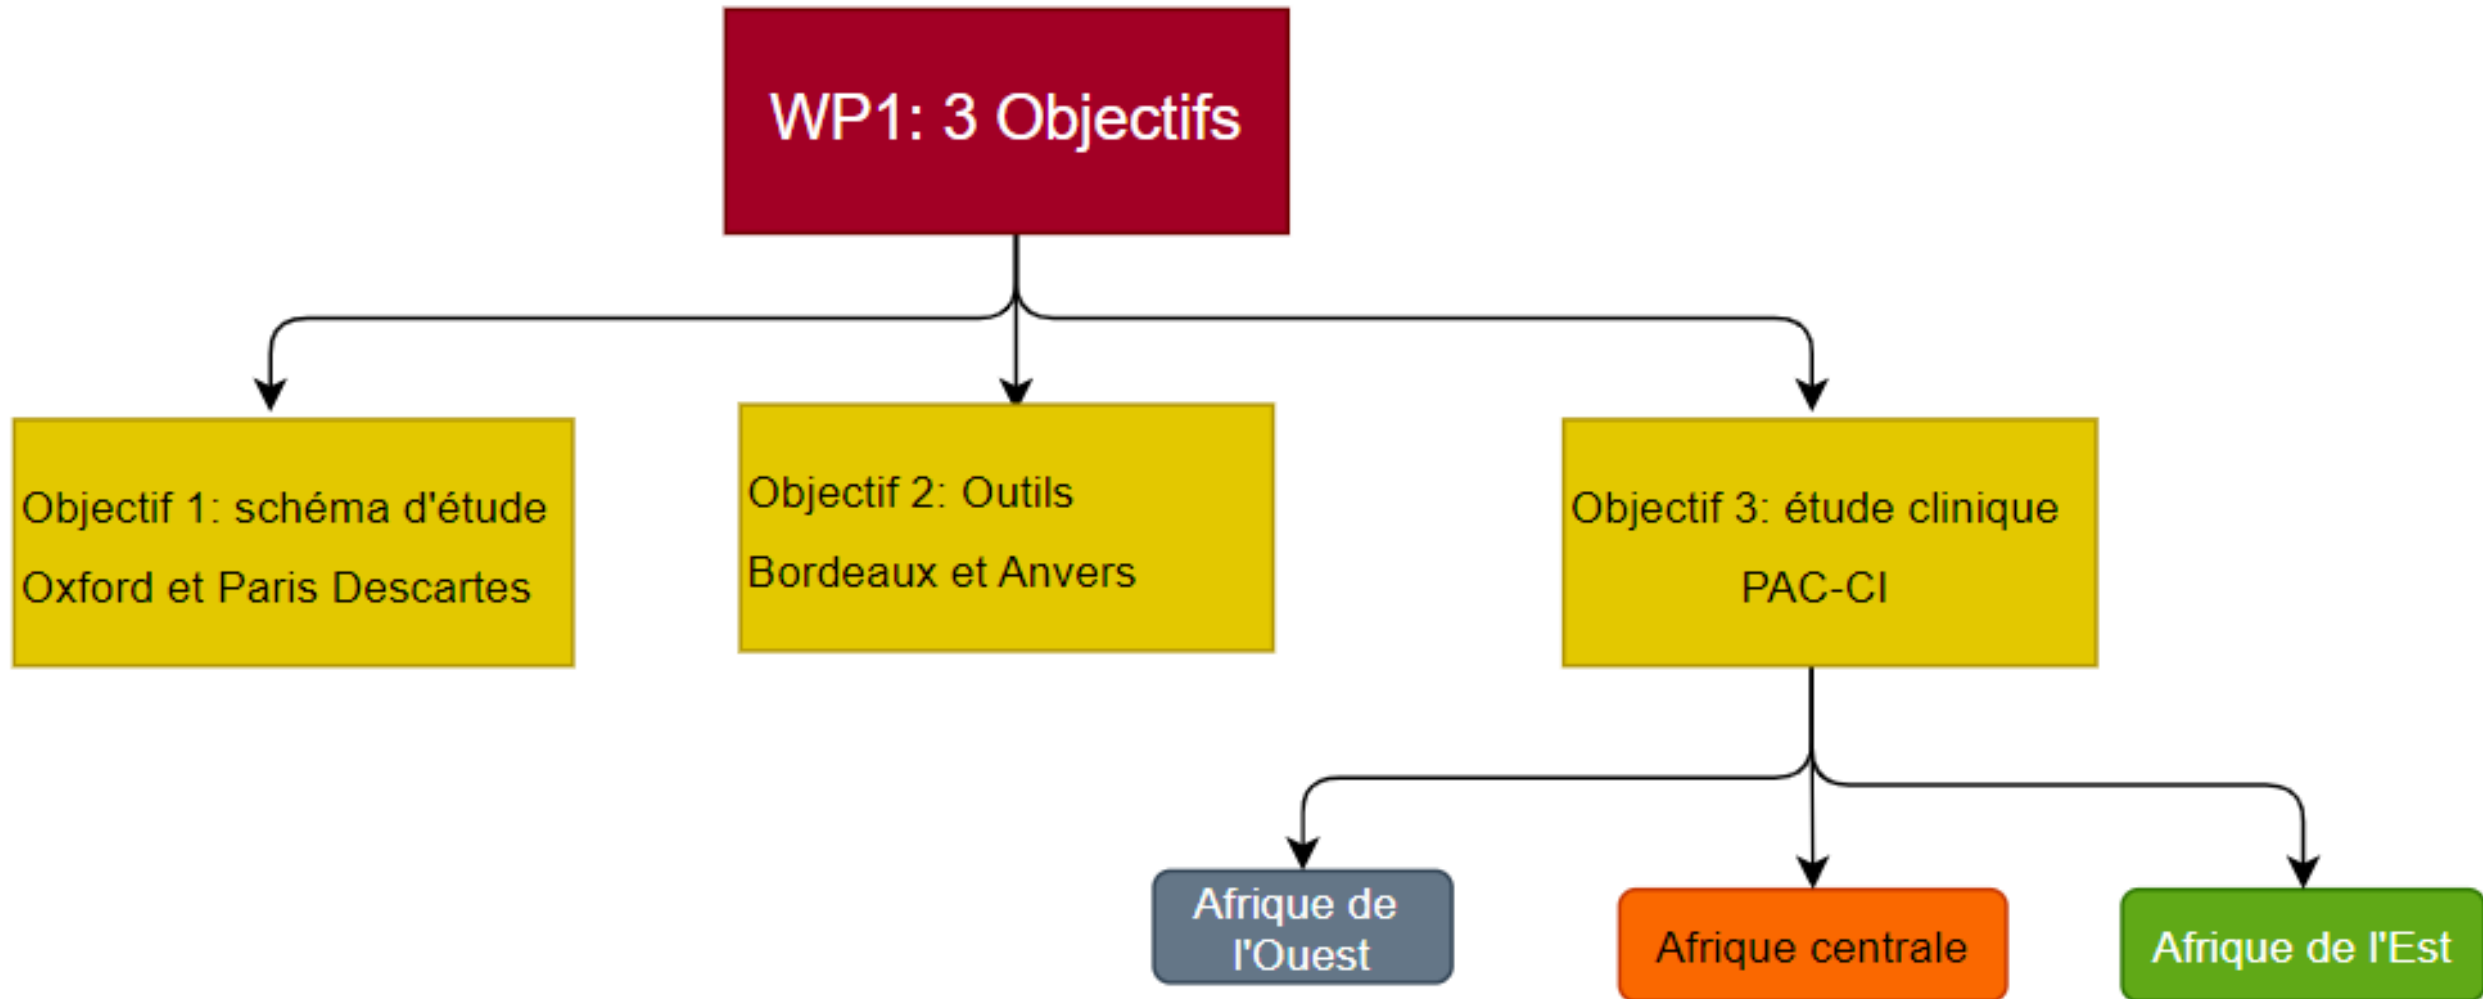 WP1: 3 Objectifs
Objectif 1: schéma d'étude
Oxford et Paris Descartes
Objectif 2: Outils
Bordeaux et Anvers
Objectif 3: étude clinique
PAC-CI
Afrique de
l'Ouest
Afrique centrale
Afrique de l'Est